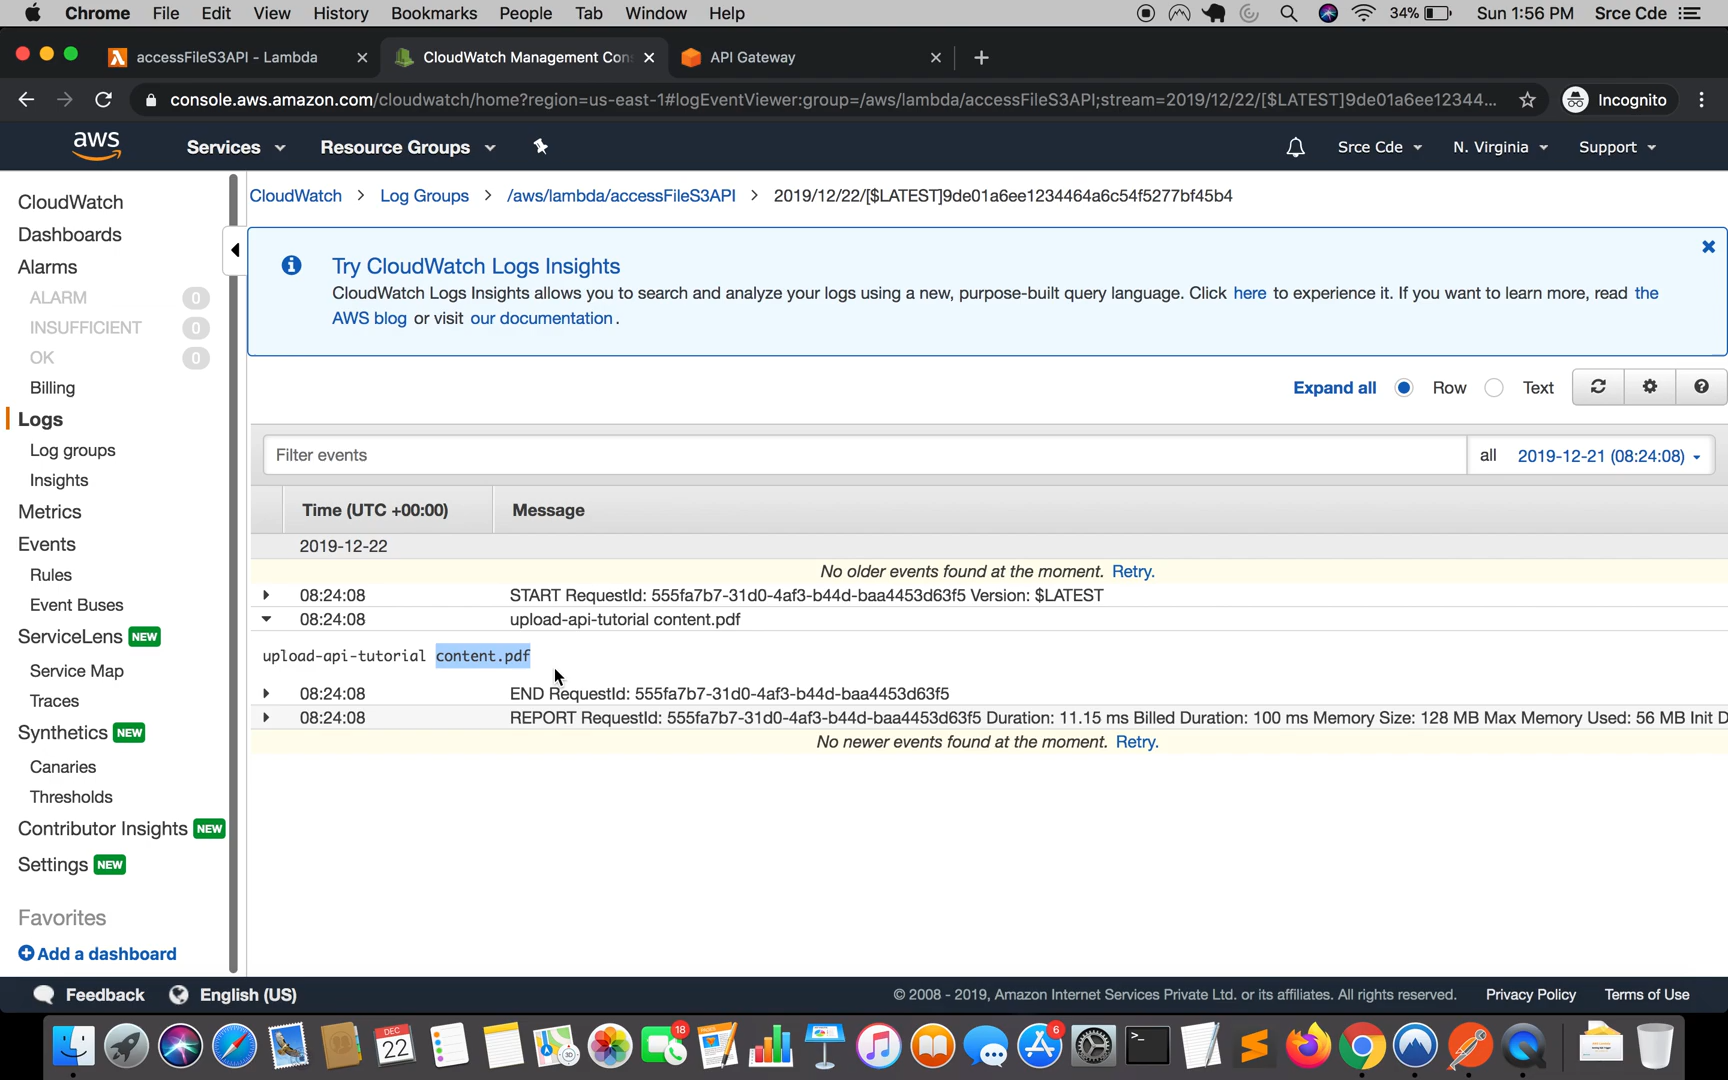 Chrome File Edit View History Bookmarks People Tab Window Help 34% Sun 1:56 PM Srce Cde
accessFileS3API - Lambda CloudWatch Management Con API Gateway
console.aws.amazon.com/cloudwatch/home?region=us-east-1#logEventViewer:group=/aws/lambda/accessFileS3API;stream=2019/12/22/[$LATEST]9de01a6ee12344... Incognito
aws Services Resource Groups Srce Cde N. Virginia Support
CloudWatch
Dashboards
Alarms
ALARM 0
INSUFFICIENT 0
OK 0
Billing
Logs
Log groups
Insights
Metrics
Events
Rules
Event Buses
ServiceLens NEW
Service Map
Traces
Synthetics NEW
Canaries
Thresholds
Contributor Insights NEW
Settings NEW
Favorites
Add a dashboard
CloudWatch > Log Groups > /aws/lambda/accessFileS3API > 2019/12/22/[$LATEST]9de01a6ee1234464a6c54f5277bf45b4
Try CloudWatch Logs Insights
CloudWatch Logs Insights allows you to search and analyze your logs using a new, purpose-built query language. Click here to experience it. If you want to learn more, read the
AWS blog or visit our documentation.
Expand all Row Text
Filter events all 2019-12-21 (08:24:08)
Time (UTC +00:00) Message
2019-12-22
No older events found at the moment. Retry.
08:24:08 START RequestId: 555fa7b7-31d0-4af3-b44d-baa4453d63f5 Version: $LATEST
08:24:08 upload-api-tutorial content.pdf
upload-api-tutorial content.pdf
08:24:08 END RequestId: 555fa7b7-31d0-4af3-b44d-baa4453d63f5
08:24:08 REPORT RequestId: 555fa7b7-31d0-4af3-b44d-baa4453d63f5 Duration: 11.15 ms Billed Duration: 100 ms Memory Size: 128 MB Max Memory Used: 56 MB Init D
No newer events found at the moment. Retry.
Feedback English (US) © 2008 - 2019, Amazon Internet Services Private Ltd. or its affiliates. All rights reserved. Privacy Policy Terms of Use
DEC
22
18
6